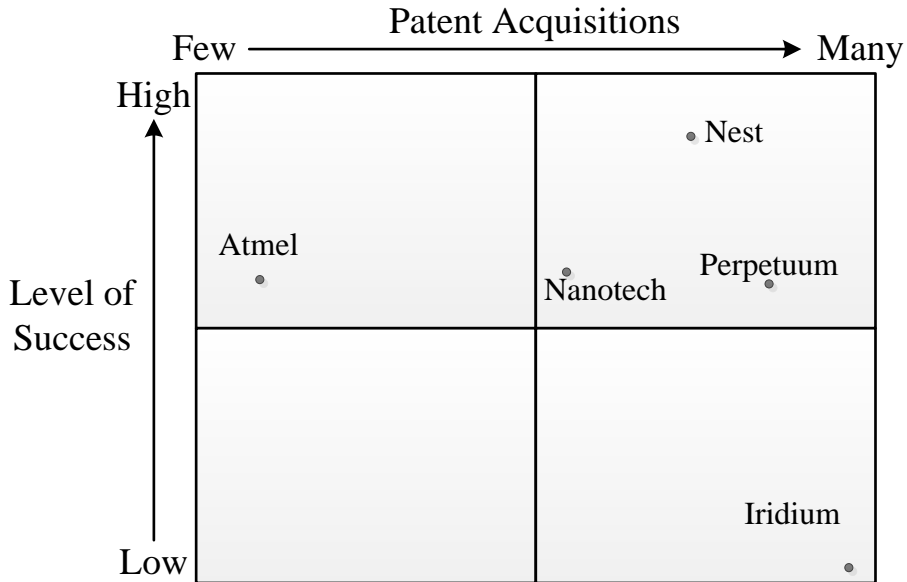 Patent Acquisitions
Few
Many
High
Nest
Atmel
Perpetuum
Nanotech
Level of
Success
Iridium
Low